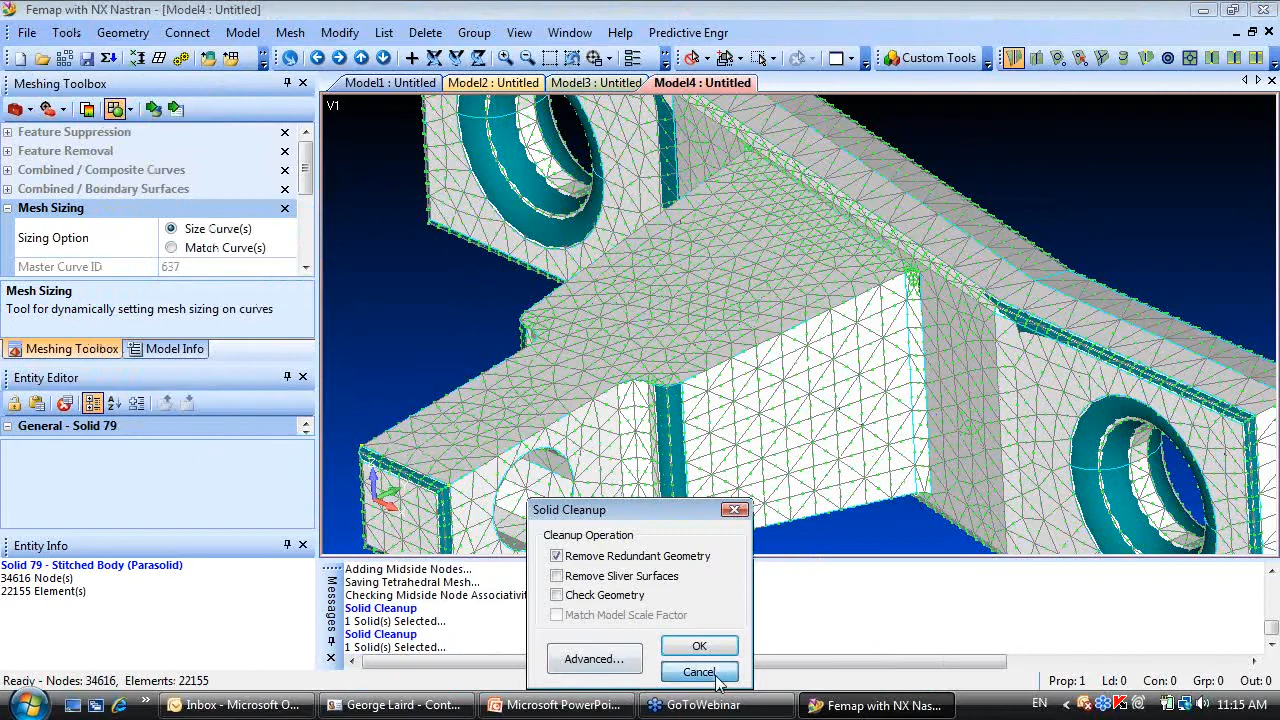 Femap with NX Nastran - [Model4 : Untitled]
File Tools Geometry Connect Model Mesh Modify List Delete Group View Window Help Predictive Engr
Custom Tools
Meshing Toolbox
Model1 : Untitled Model2 : Untitled Model3 : Untitled Model4 : Untitled
V1
Feature Suppression
Feature Removal
Combined / Composite Curves
Combined / Boundary Surfaces
Mesh Sizing
Sizing Option
Size Curve(s)
Match Curve(s)
Master Curve ID 637
Mesh Sizing
Tool for dynamically setting mesh sizing on curves
Meshing Toolbox Model Info
Entity Editor
General - Solid 79
Entity Info
Solid 79 - Stitched Body (Parasolid)
34616 Node(s)
22155 Element(s)
Messages
Adding Midside Nodes...
Saving Tetrahedral Mesh...
Checking Midside Node Associativi
Solid Cleanup
1 Solid(s) Selected...
Solid Cleanup
1 Solid(s) Selected...
Solid Cleanup
Cleanup Operation
Remove Redundant Geometry
Remove Sliver Surfaces
Check Geometry
Match Model Scale Factor
Advanced...
OK
Cancel
Ready - Nodes: 34616, Elements: 22155
Prop: 1 Ld: 0 Con: 0 Grp: 0 Out: 0
Inbox - Microsoft O... George Laird - Cont... Microsoft PowerPoi... GoToWebinar Femap with NX Nas... EN 11:15 AM